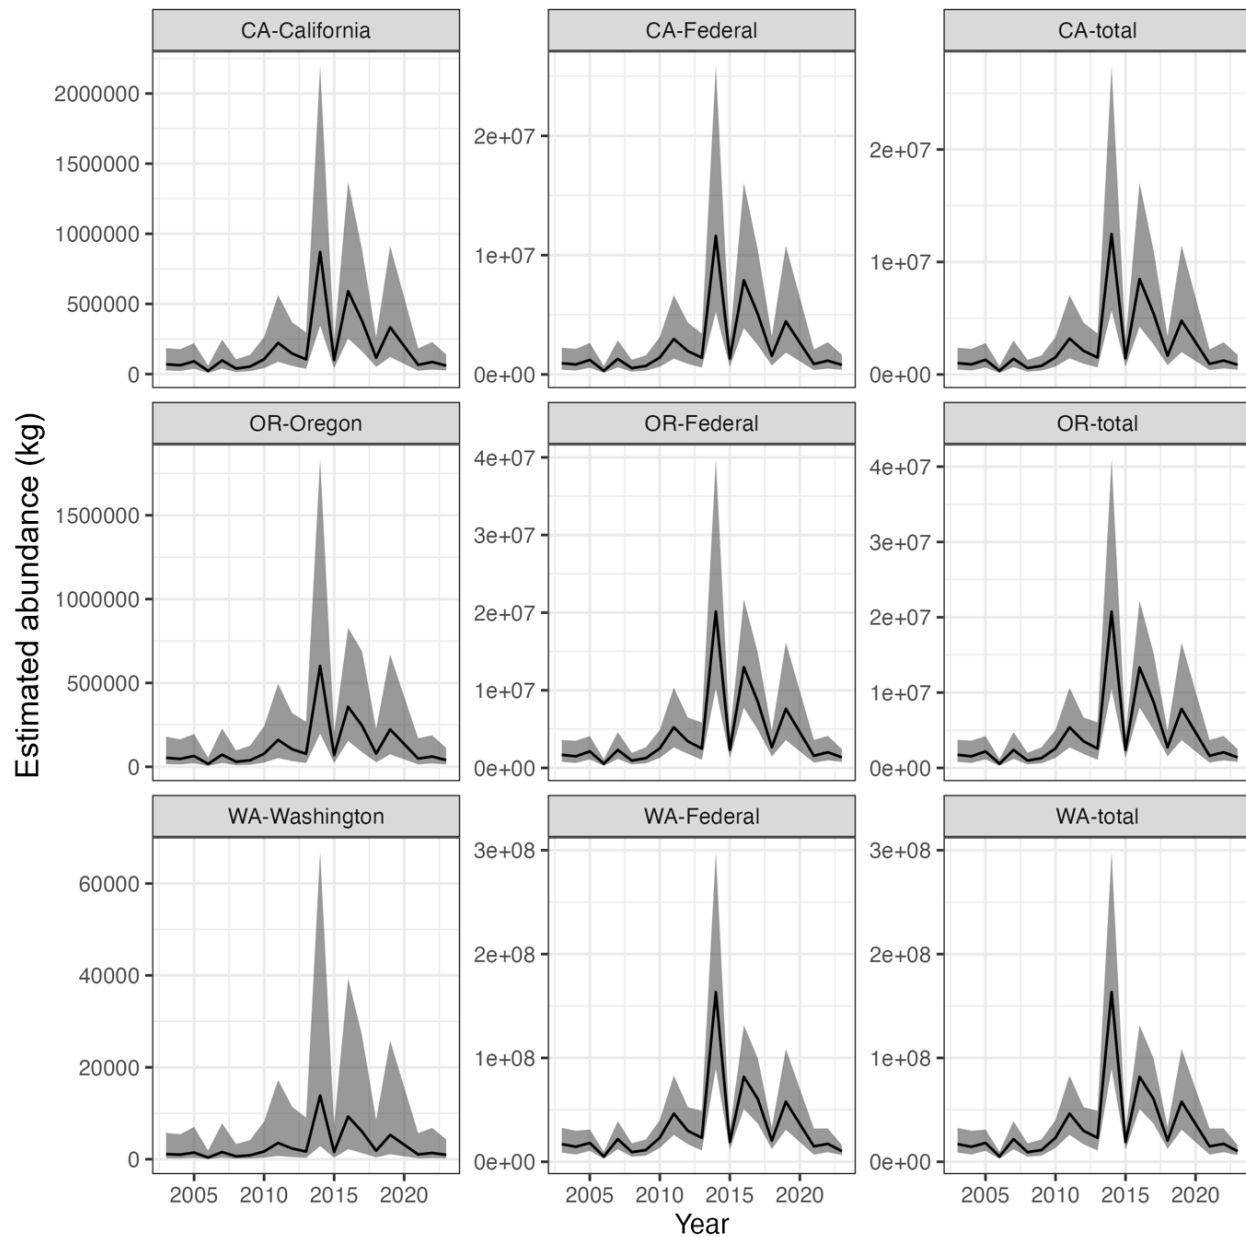 CA-California
CA-Federal
CA-total
2000000
1500000
1000000
500000
0
2e+07
1e+07
0e+00
2e+07
1e+07
0e+00
OR-Oregon
OR-Federal
OR-total
1500000
1000000
500000
0
4e+07
3e+07
2e+07
1e+07
0e+00
4e+07
3e+07
2e+07
1e+07
0e+00
Estimated abundance (kg)
WA-Washington
WA-Federal
WA-total
60000
40000
20000
0
3e+08
2e+08
1e+08
0e+00
3e+08
2e+08
1e+08
0e+00
2005 2010 2015 2020
2005 2010 2015 2020
2005 2010 2015 2020
Year